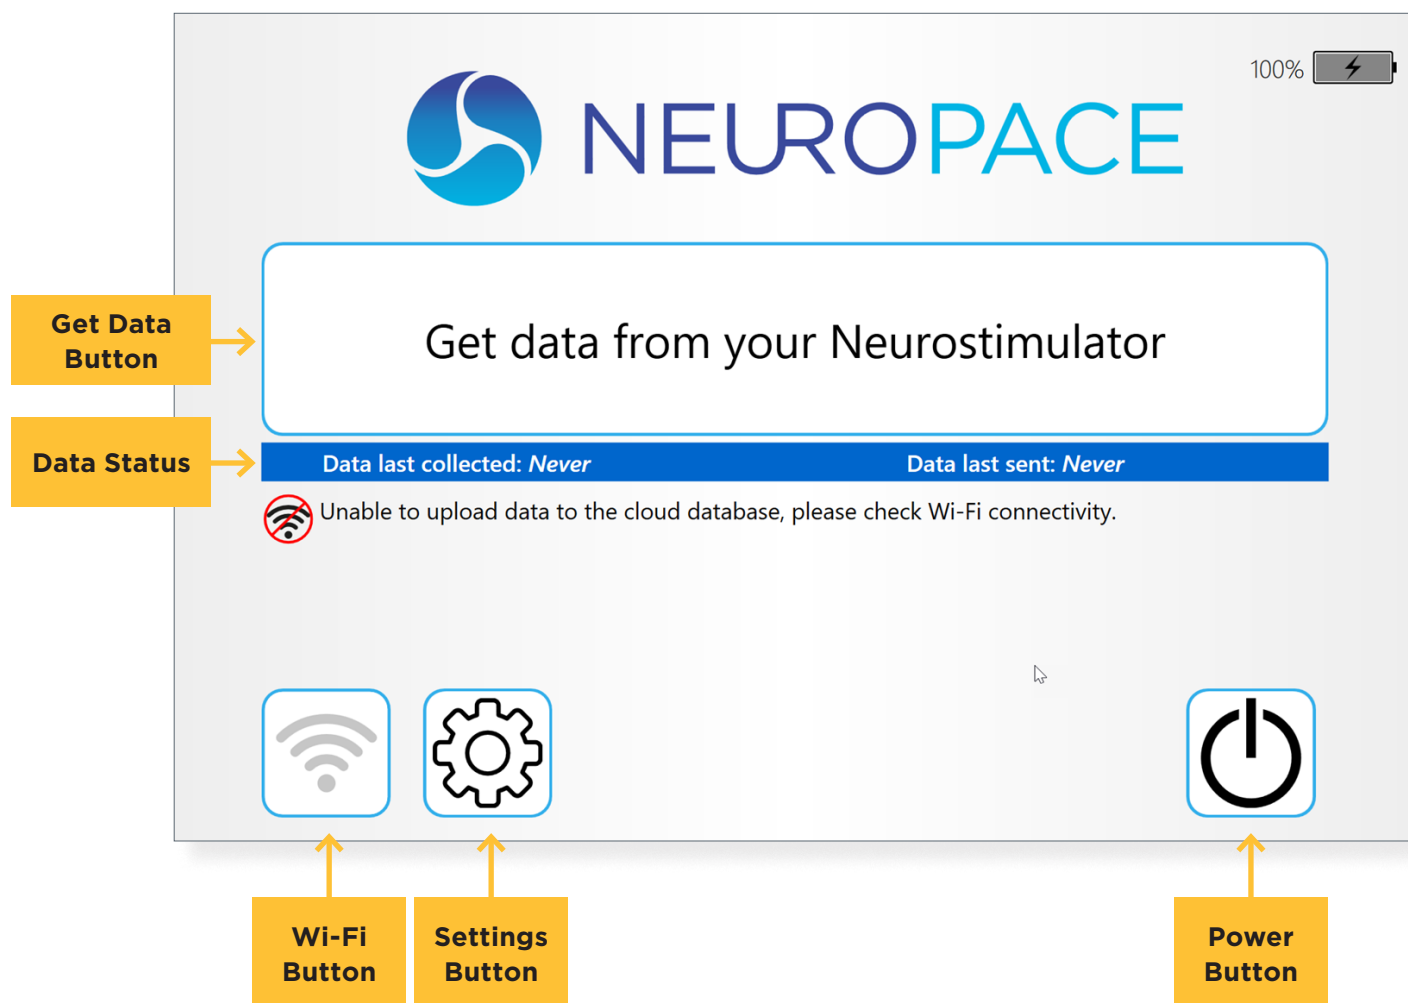 100%
NEUROPACE
Get Data
Button
Get data from your Neurostimulator
Data Status
Data last collected: Never
Data last sent: Never
Unable to upload data to the cloud database, please check Wi-Fi connectivity.
Wi-Fi
Button
Settings
Button
Power
Button